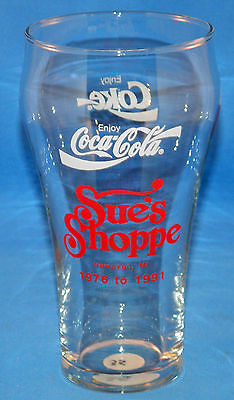 Enjoy
Coke
Enjoy
Coca-Cola
Sue's
Shoppe
1976 to 1991